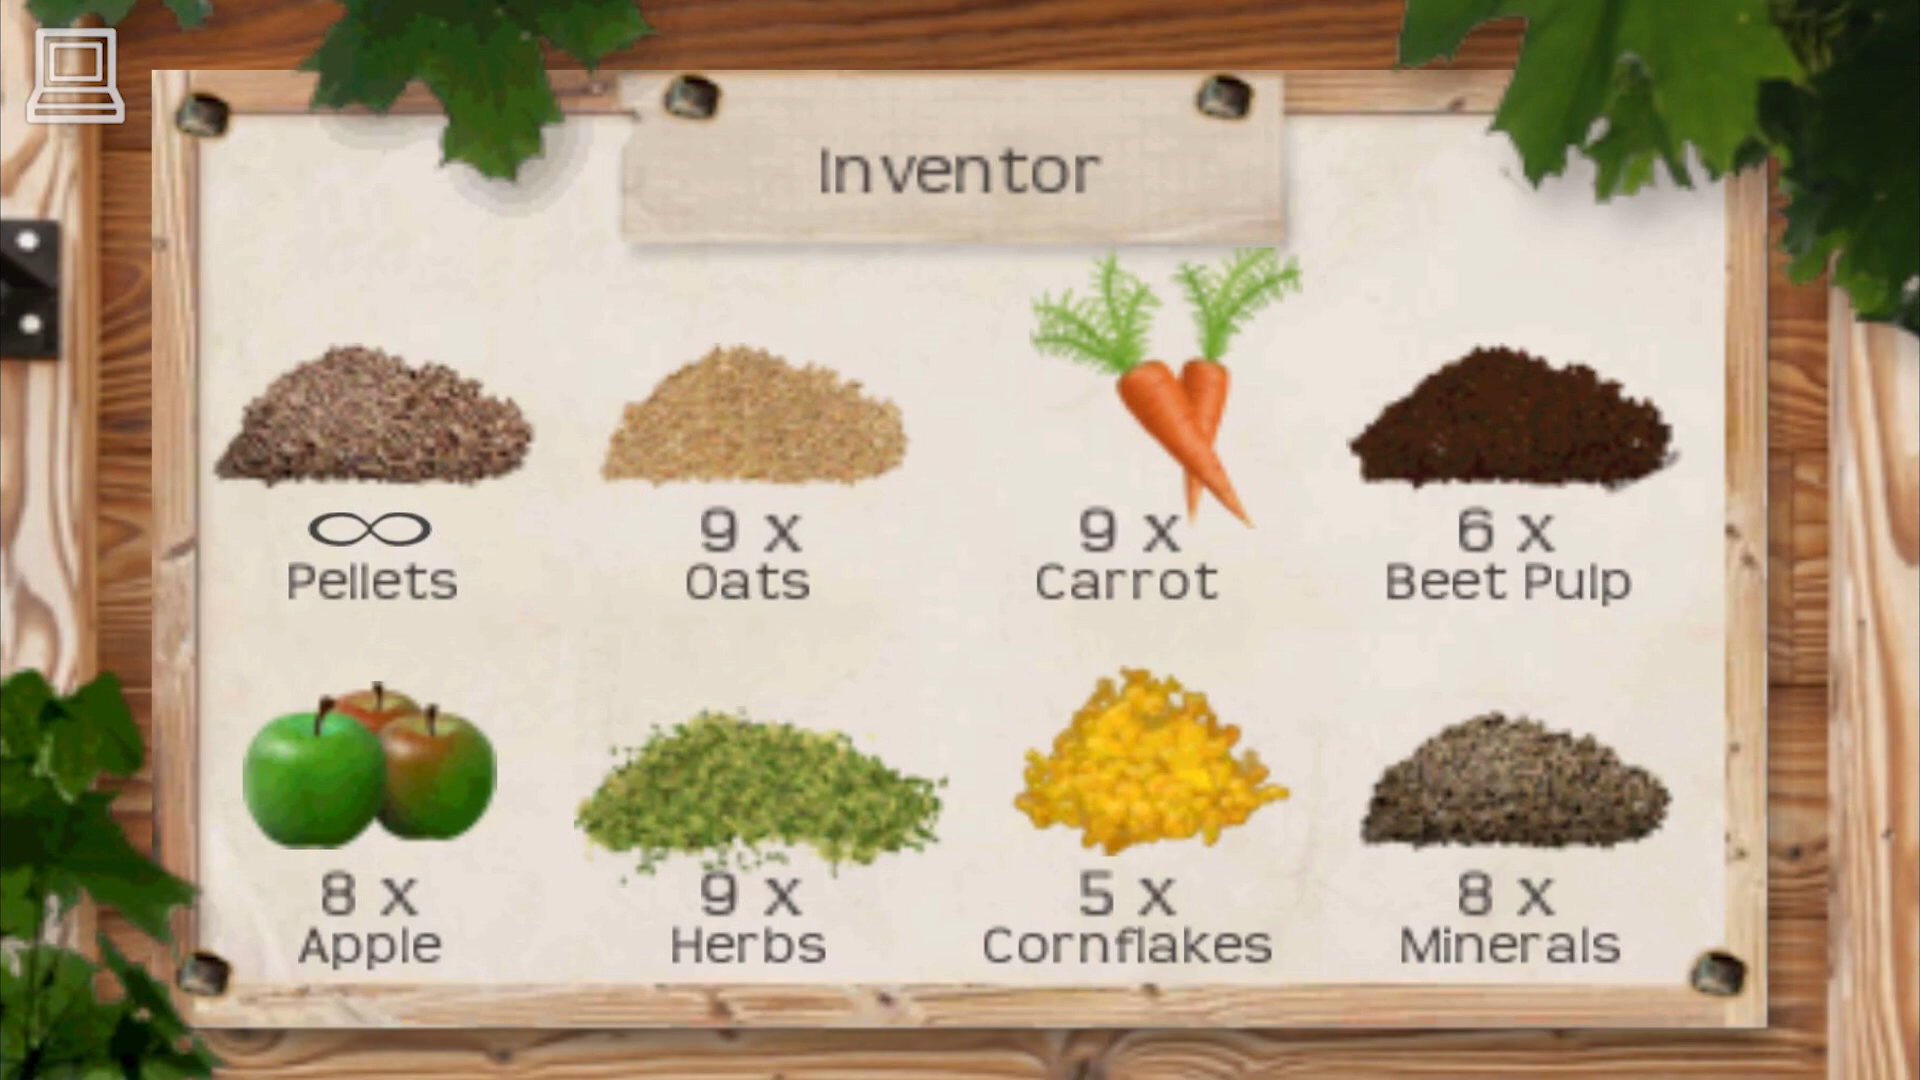 Inventor
∞
Pellets
9 x
Oats
9 x
Carrot
6 x
Beet Pulp
8 x
Apple
9 x
Herbs
5 x
Cornflakes
8 x
Minerals